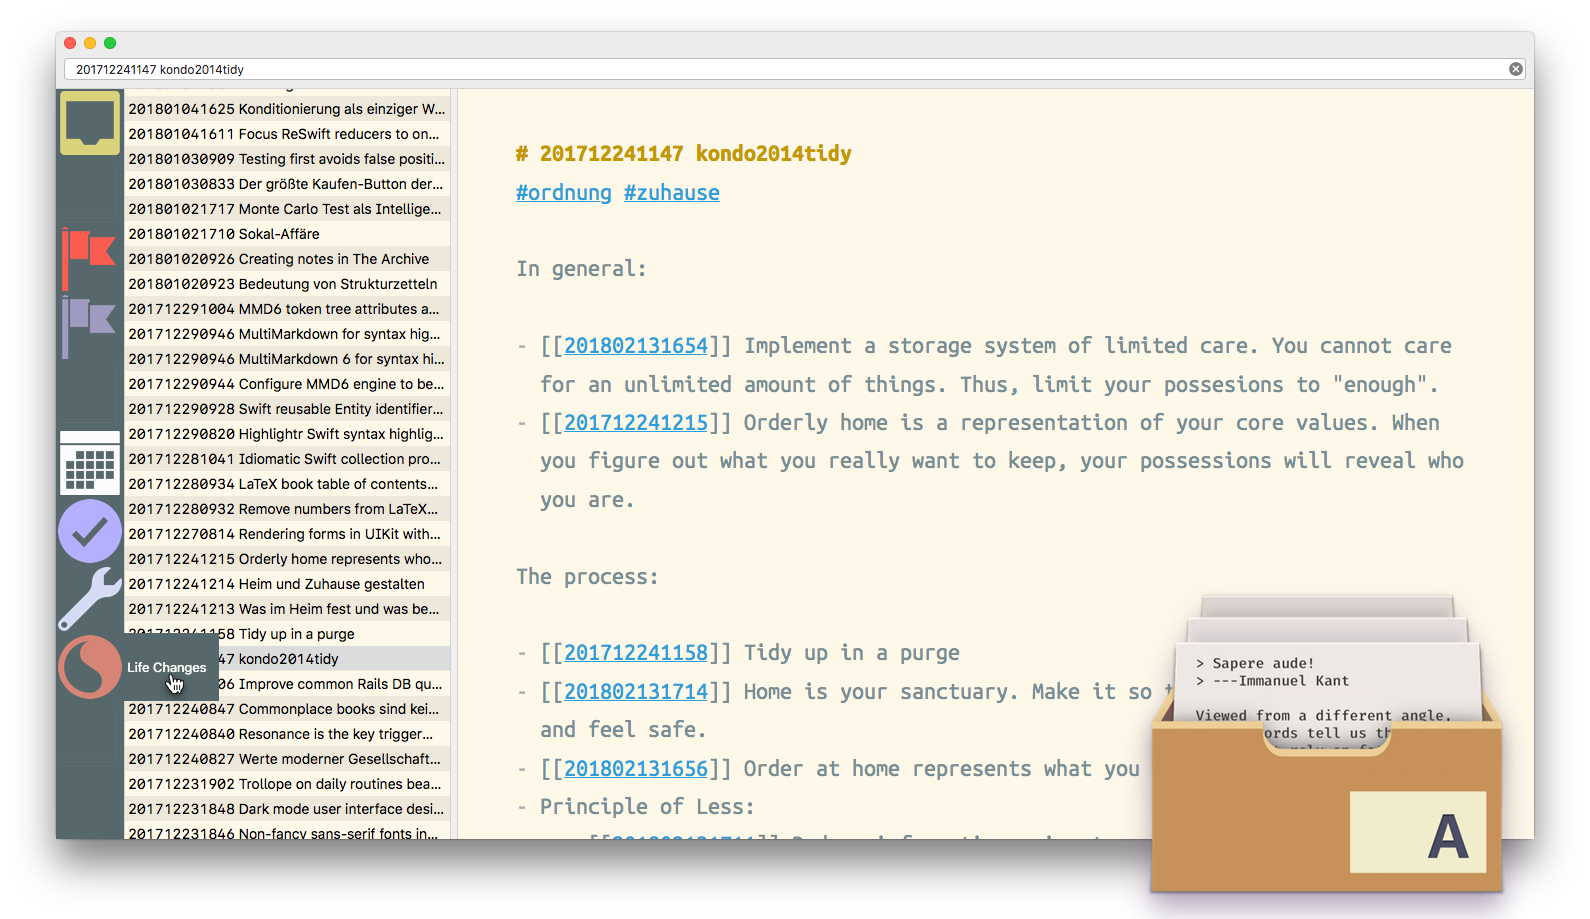 201712241147 kondo2014tidy
201801041625 Konditionierung als einziger W...
201801041611 Focus ReSwift reducers to on...
201801030909 Testing first avoids false positi...
201801030833 Der größte Kaufen-Button der...
201801021717 Monte Carlo Test als Intellige...
201801021710 Sokal-Affäre
201801020926 Creating notes in The Archive
201801020923 Bedeutung von Strukturzetteln
201712291004 MMD6 token tree attributes a...
201712290946 MultiMarkdown for syntax hig...
201712290946 MultiMarkdown 6 for syntax hi...
201712290944 Configure MMD6 engine to be...
201712290928 Swift reusable Entity identifier...
201712290820 Highlightr Swift syntax highlig...
201712281041 Idiomatic Swift collection pro...
201712280934 LaTeX book table of contents...
201712280932 Remove numbers from LaTeX...
201712270814 Rendering forms in UIKit with...
201712241215 Orderly home represents who...
201712241214 Heim und Zuhause gestalten
201712241213 Was im Heim fest und was be...
201712241158 Tidy up in a purge
47 kondo2014tidy
Life Changes
06 Improve common Rails DB qu...
201712240847 Commonplace books sind kei...
201712240840 Resonance is the key trigger...
201712240827 Werte moderner Gesellschaft...
201712231902 Trollope on daily routines bea...
201712231848 Dark mode user interface desi...
201712231846 Non-fancy sans-serif fonts in...
# 201712241147 kondo2014tidy
#ordnung #zuhause
In general:
- [[201802131654]] Implement a storage system of limited care. You cannot care
for an unlimited amount of things. Thus, limit your possesions to "enough".
- [[201712241215]] Orderly home is a representation of your core values. When
you figure out what you really want to keep, your possessions will reveal who
you are.
The process:
- [[201712241158]] Tidy up in a purge
- [[201802131714]] Home is your sanctuary. Make it so
and feel safe.
- [[201802131656]] Order at home represents what you
- Principle of Less:
> Sapere aude!
> ---Immanuel Kant
Viewed from a different angle,
ords tell us th
A